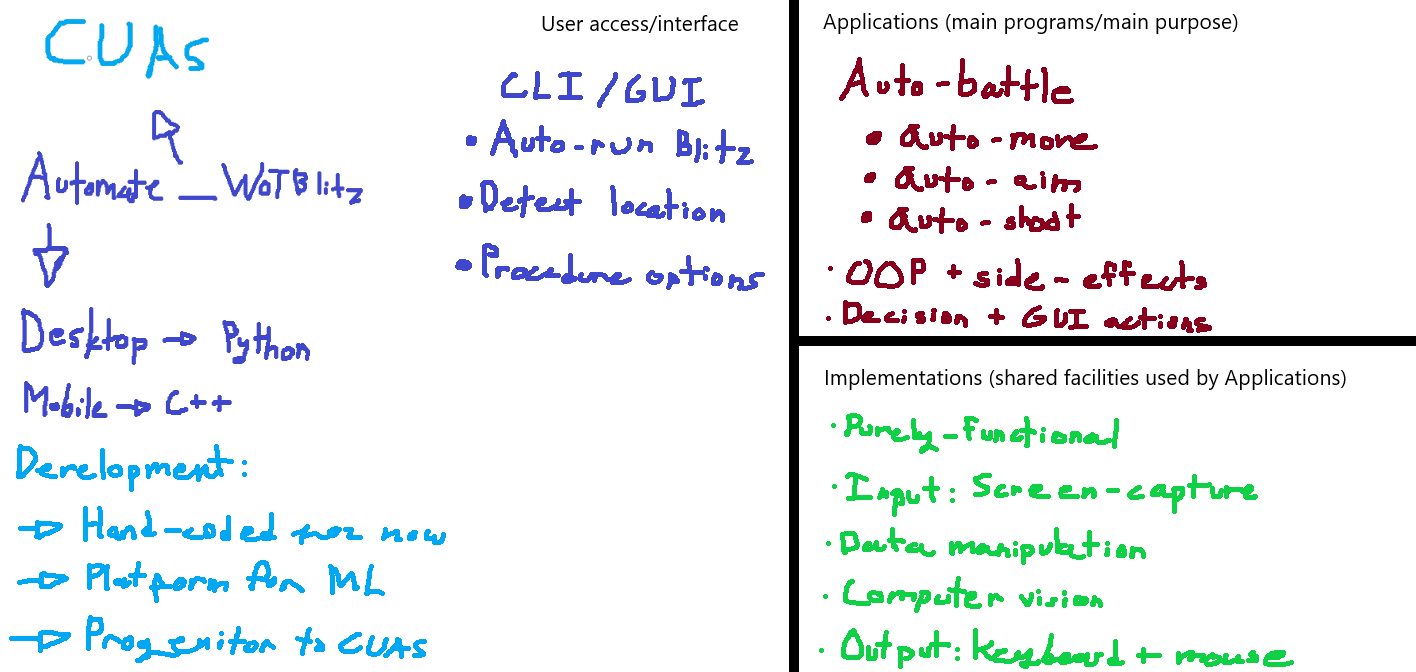 CUAS
Automate_WoTBlitz
Desktop → Python
Mobile → C++
Development:
→ Hand-coded for now
→ Platform for ML
→ Progenitor to CUAS
User access/interface
CLI/GUI
• Auto-run Blitz
• Detect location
• Procedure options
Applications (main programs/main purpose)
Auto-battle
• auto-move
• auto-aim
• auto-shoot
• OOP + side-effects
• Decision + GUI actions
Implementations (shared facilities used by Applications)
• Purely-functional
• Input: Screen-capture
• Data manipulation
• Computer vision
• Output: keyboard + mouse